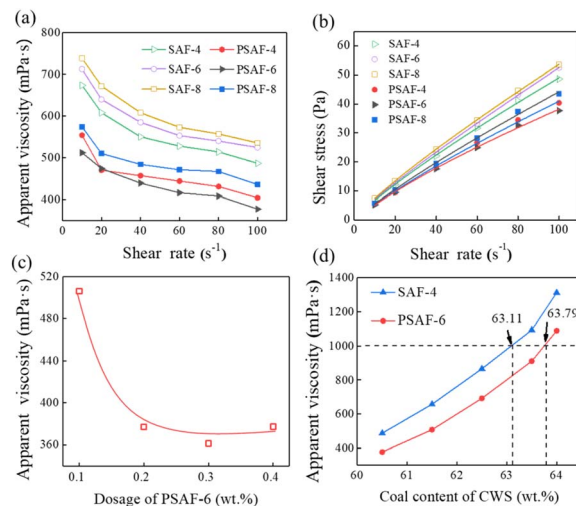 (a)
SAF-4 PSAF-4
SAF-6 PSAF-6
SAF-8 PSAF-8
800
700
600
500
400
Apparent viscosity (mPa·s)
0 20 40 60 80 100
Shear rate (s⁻¹)
(b)
SAF-4
SAF-6
SAF-8
PSAF-4
PSAF-6
PSAF-8
60
50
40
30
20
10
0
Shear stress (Pa)
0 20 40 60 80 100
Shear rate (s⁻¹)
(c)
520
480
440
400
360
Apparent viscosity (mPa·s)
0.1 0.2 0.3 0.4
Dosage of PSAF-6 (wt.%)
(d)
SAF-4
PSAF-6
63.11 63.79
1400
1200
1000
800
600
400
Apparent viscosity (mPa·s)
60 61 62 63 64
Coal content of CWS (wt.%)